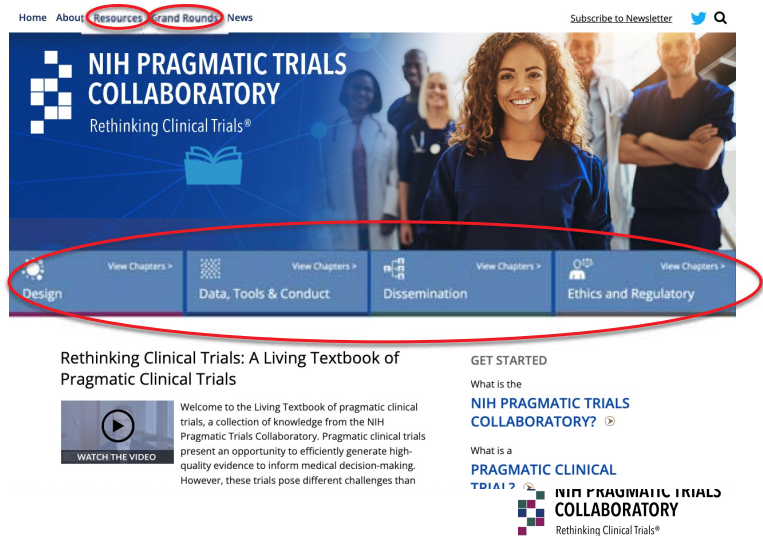 Home About Resources Grand Rounds News
Subscribe to Newsletter
NIH PRAGMATIC TRIALS
COLLABORATORY
Rethinking Clinical Trials®
View Chapters >
Design
View Chapters >
Data, Tools & Conduct
View Chapters >
Dissemination
View Chapters >
Ethics and Regulatory
Rethinking Clinical Trials: A Living Textbook of
Pragmatic Clinical Trials
WATCH THE VIDEO
Welcome to the Living Textbook of pragmatic clinical
trials, a collection of knowledge from the NIH
Pragmatic Trials Collaboratory. Pragmatic clinical trials
present an opportunity to efficiently generate high-
quality evidence to inform medical decision-making.
However, these trials pose different challenges than
GET STARTED
What is the
NIH PRAGMATIC TRIALS
COLLABORATORY?
What is a
PRAGMATIC CLINICAL
TRIAL?
NIH PRAGMATIC TRIALS
COLLABORATORY
Rethinking Clinical Trials®